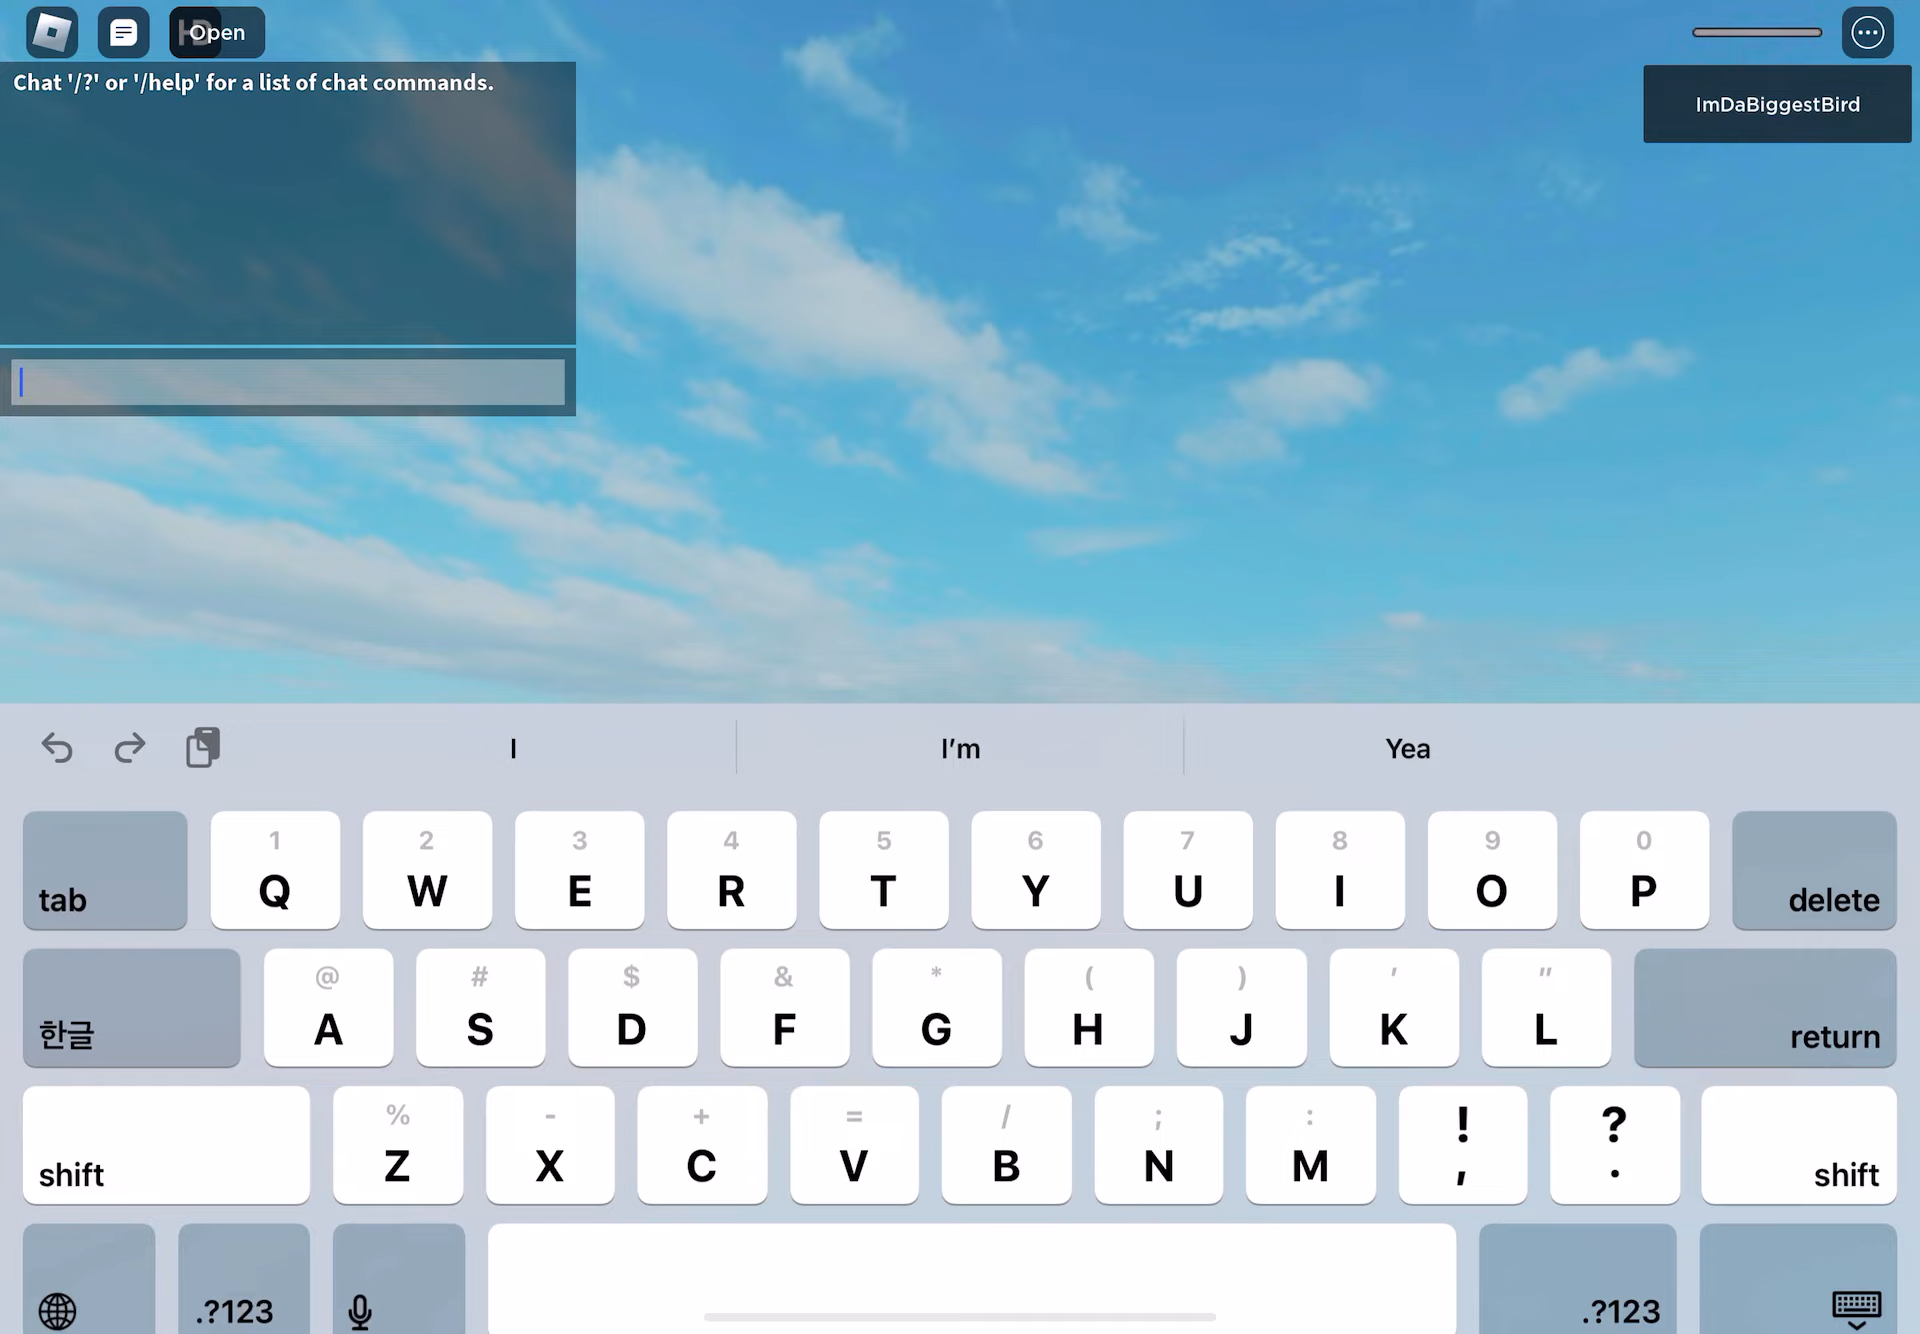 HD Open
Chat '/?' or '/help' for a list of chat commands.
ImDaBiggestBird
I I’m Yea
tab 1 Q 2 W 3 E 4 R 5 T 6 Y 7 U 8 I 9 O 0 P delete
한글 @ A # S $ D & F * G ( H ) J ' K " L return
shift % Z - X + C = V / B ; N : M ! , ? . shift
.?123 .?123